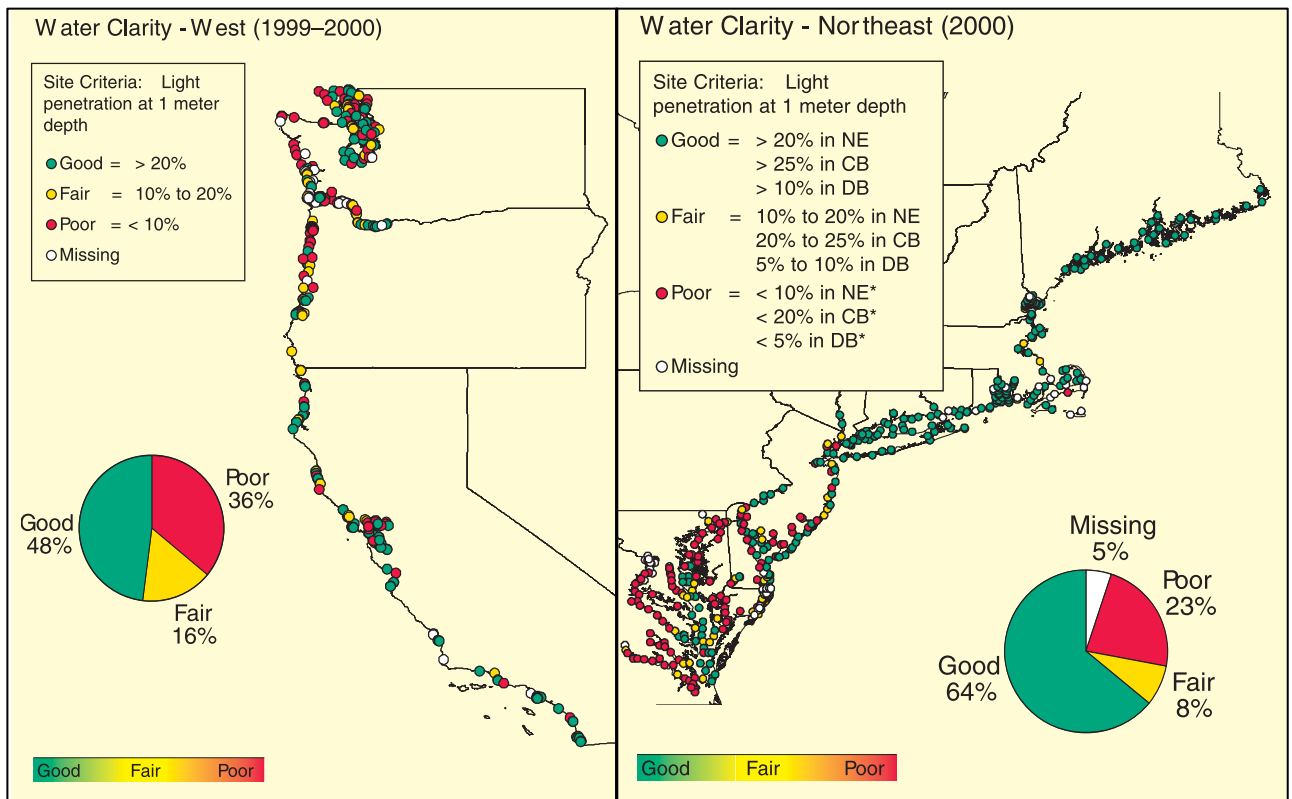 Water Clarity - West (1999–2000)
Site Criteria: Light
penetration at 1 meter
depth
Good = > 20%
Fair = 10% to 20%
Poor = < 10%
Missing
Poor
36%
Good
48%
Fair
16%
Good Fair Poor
Water Clarity - Northeast (2000)
Site Criteria: Light
penetration at 1 meter depth
Good = > 20% in NE
> 25% in CB
> 10% in DB
Fair = 10% to 20% in NE
20% to 25% in CB
5% to 10% in DB
Poor = < 10% in NE*
< 20% in CB*
< 5% in DB*
Missing
Missing
5%
Poor
23%
Good
64%
Fair
8%
Good Fair Poor